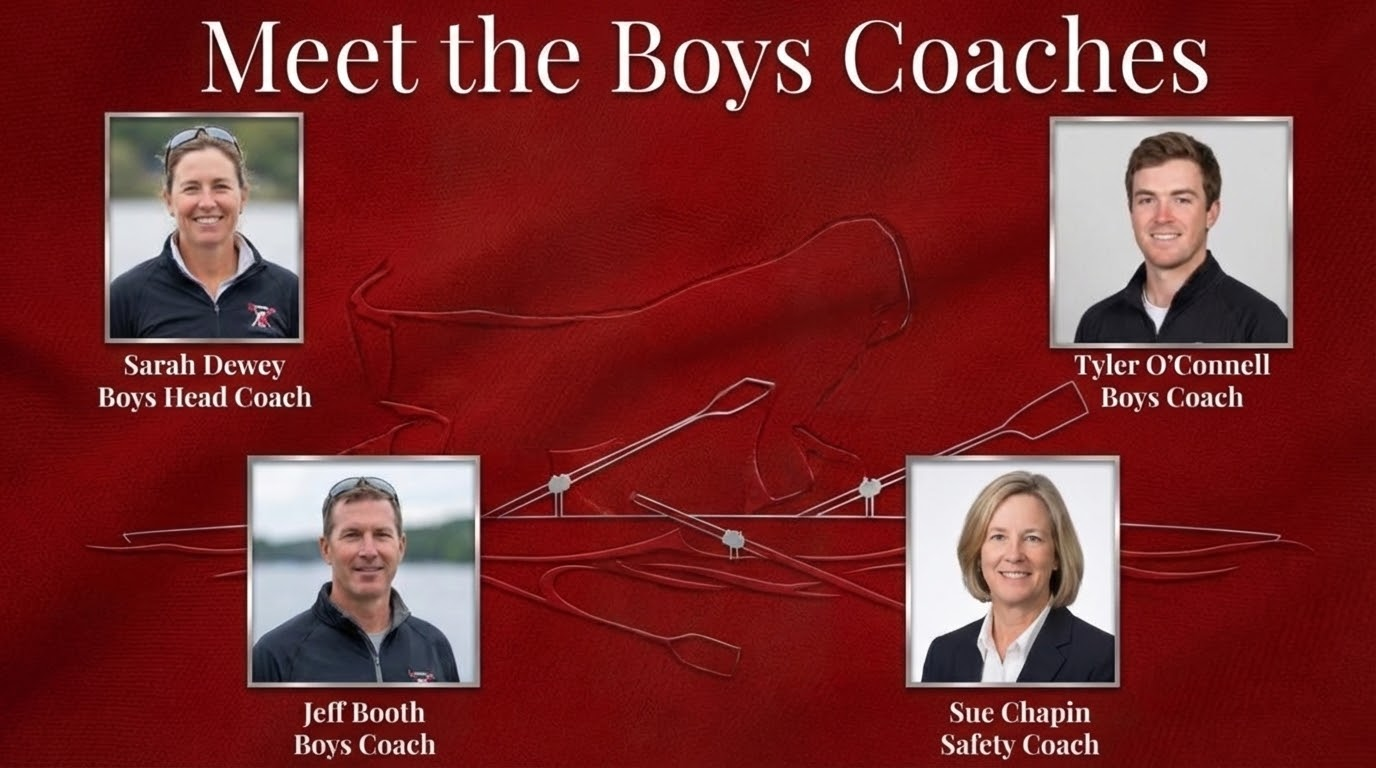 Meet the Boys Coaches
Sarah Dewey
Boys Head Coach
Tyler O'Connell
Boys Coach
Jeff Booth
Boys Coach
Sue Chapin
Safety Coach